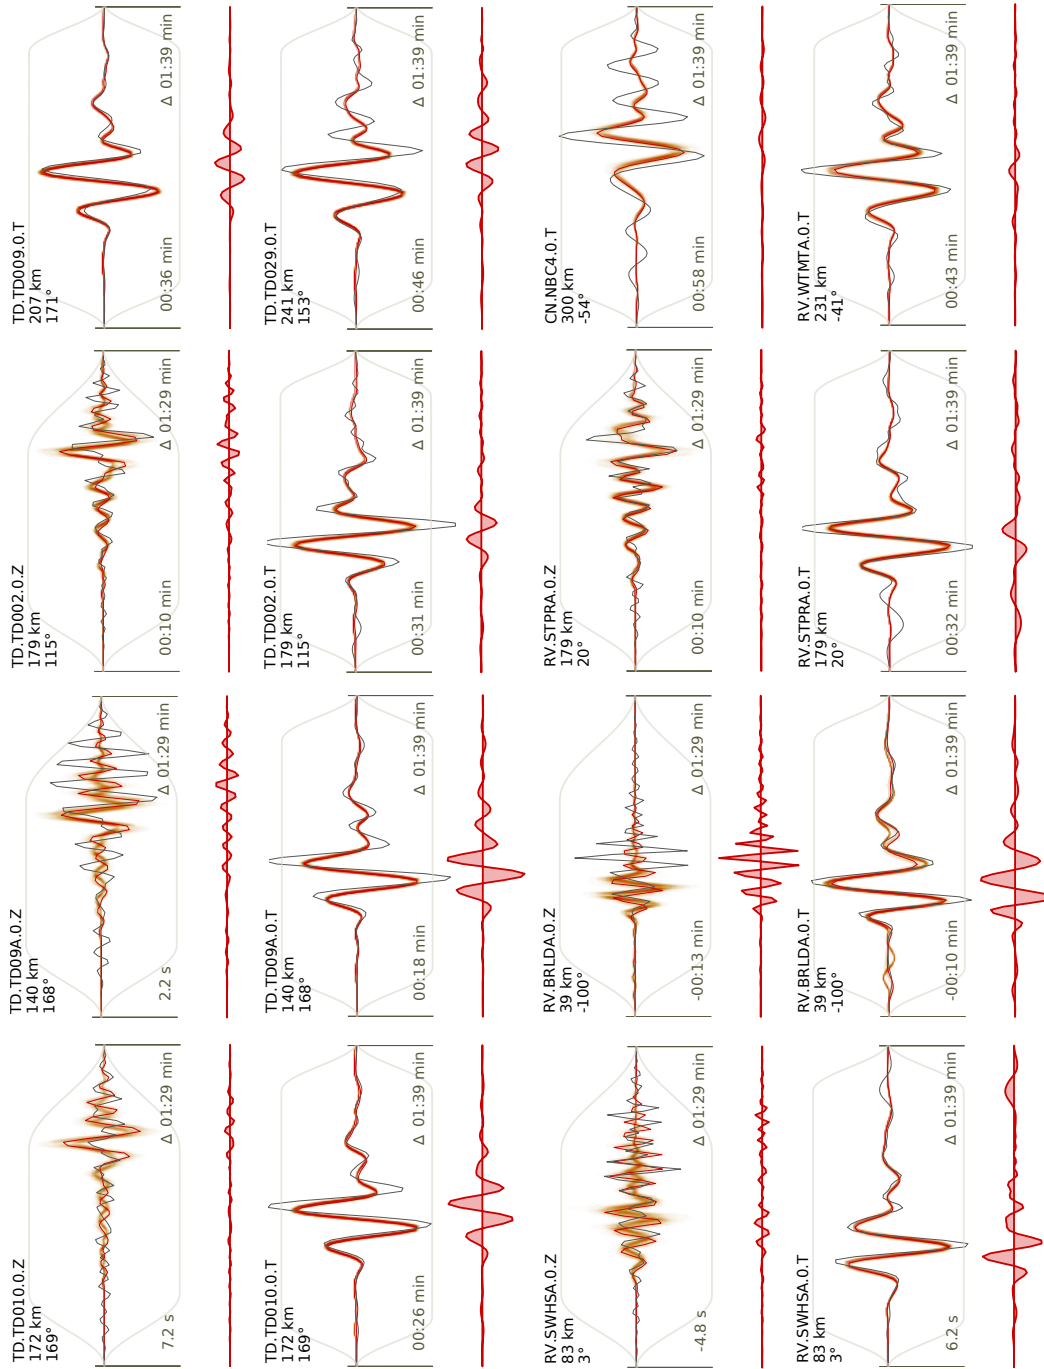 TD.TD010.0.Z
172 km
169°
7.2 s
Δ 01:29 min
TD.TD09A.0.Z
140 km
168°
2.2 s
Δ 01:29 min
TD.TD002.0.Z
179 km
115°
00:10 min
Δ 01:29 min
TD.TD009.0.T
207 km
171°
00:36 min
Δ 01:39 min
TD.TD010.0.T
172 km
169°
00:26 min
Δ 01:39 min
TD.TD09A.0.T
140 km
168°
00:18 min
Δ 01:39 min
TD.TD002.0.T
179 km
115°
00:31 min
Δ 01:39 min
TD.TD029.0.T
241 km
153°
00:46 min
Δ 01:39 min
RV.SWHSA.0.Z
83 km
3°
-4.8 s
Δ 01:29 min
RV.BRLDA.0.Z
39 km
-100°
-00:13 min
Δ 01:29 min
RV.STPRA.0.Z
179 km
20°
00:10 min
Δ 01:29 min
CN.NBC4.0.T
300 km
-54°
00:58 min
Δ 01:39 min
RV.SWHSA.0.T
83 km
3°
6.2 s
Δ 01:39 min
RV.BRLDA.0.T
39 km
-100°
-00:10 min
Δ 01:39 min
RV.STPRA.0.T
179 km
20°
00:32 min
Δ 01:39 min
RV.WTMTA.0.T
231 km
-41°
00:43 min
Δ 01:39 min